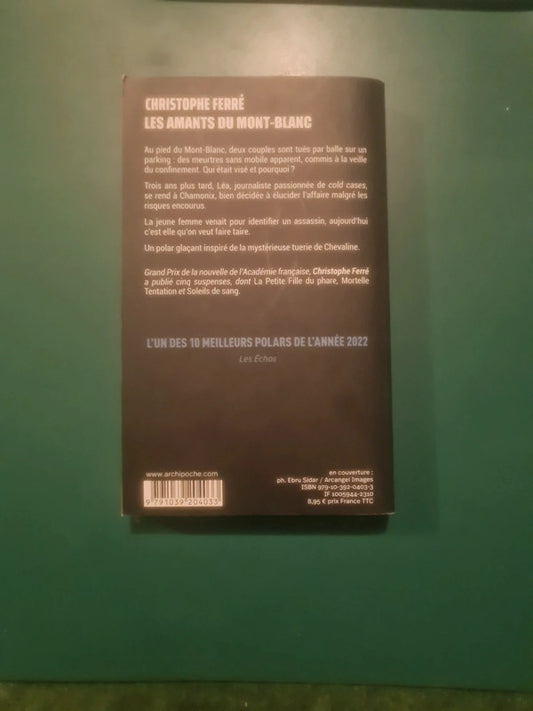 CHRISTOPHE FERRÉ
LES AMANTS DU MONT-BLANC
Au pied du Mont-Blanc, deux couples sont tués par balle sur un
parking : des meurtres sans mobile apparent, commis à la veille
du confinement. Qui était visé et pourquoi ?
Trois ans plus tard, Léa, journaliste passionnée de cold cases,
se rend à Chamonix, bien décidée à élucider l'affaire malgré les
risques encourus.
La jeune femme venait pour identifier un assassin, aujourd'hui
c'est elle qu'on veut faire taire.
Un polar glaçant inspiré de la mystérieuse tuerie de Chevaline.
Grand Prix de la nouvelle de l'Académie française, Christophe Ferré
a publié cinq suspenses, dont La Petite Fille du phare, Mortelle
Tentation et Soleils de sang.
L'UN DES 10 MEILLEURS POLARS DE L'ANNÉE 2022
Les Échos
www.archipoche.com
9 791039 204033
en couverture :
ph. Ebru Sidar / Arcangel Images
ISBN 979-10-392-0403-3
IF 1005944-2310
8,95 € prix France TTC